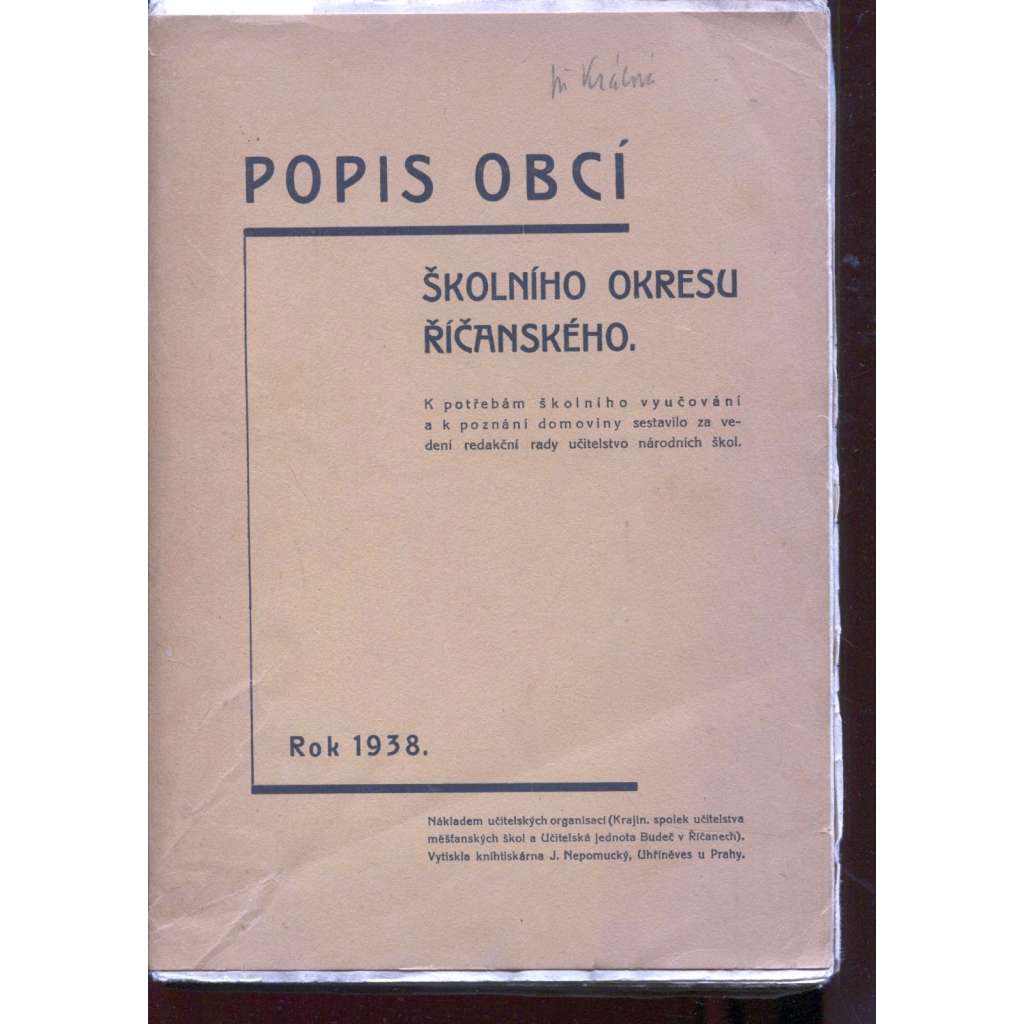 Králová
POPIS OBCÍ
ŠKOLNÍHO OKRESU
ŘÍČANSKÉHO.
K potřebám školního vyučování
a k poznání domoviny sestavilo za ve-
dení redakční rady učitelstvo národních škol.
Rok 1938.
Nákladem učitelských organisací (Krajin. spolek učitelstva
měšťanských škol a Učitelská jednota Budeč v Říčanech).
Vytiskla knihtiskárna J. Nepomucký, Uhříněves u Prahy.